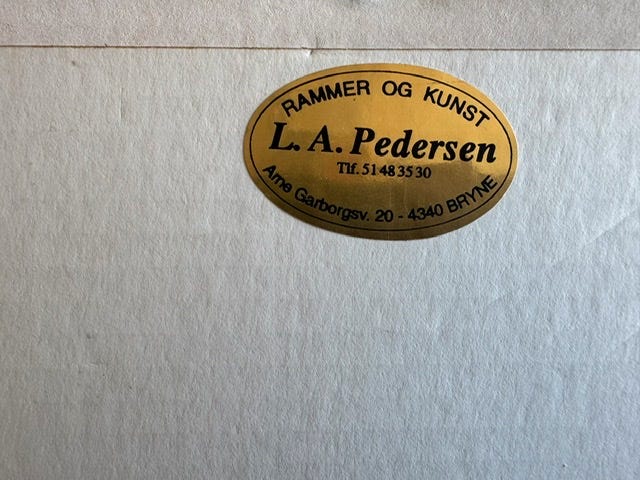 RAMMER OG KUNST
L. A. Pedersen
Tlf. 51 48 35 30
Arne Garborgsv. 20 - 4340 BRYNE